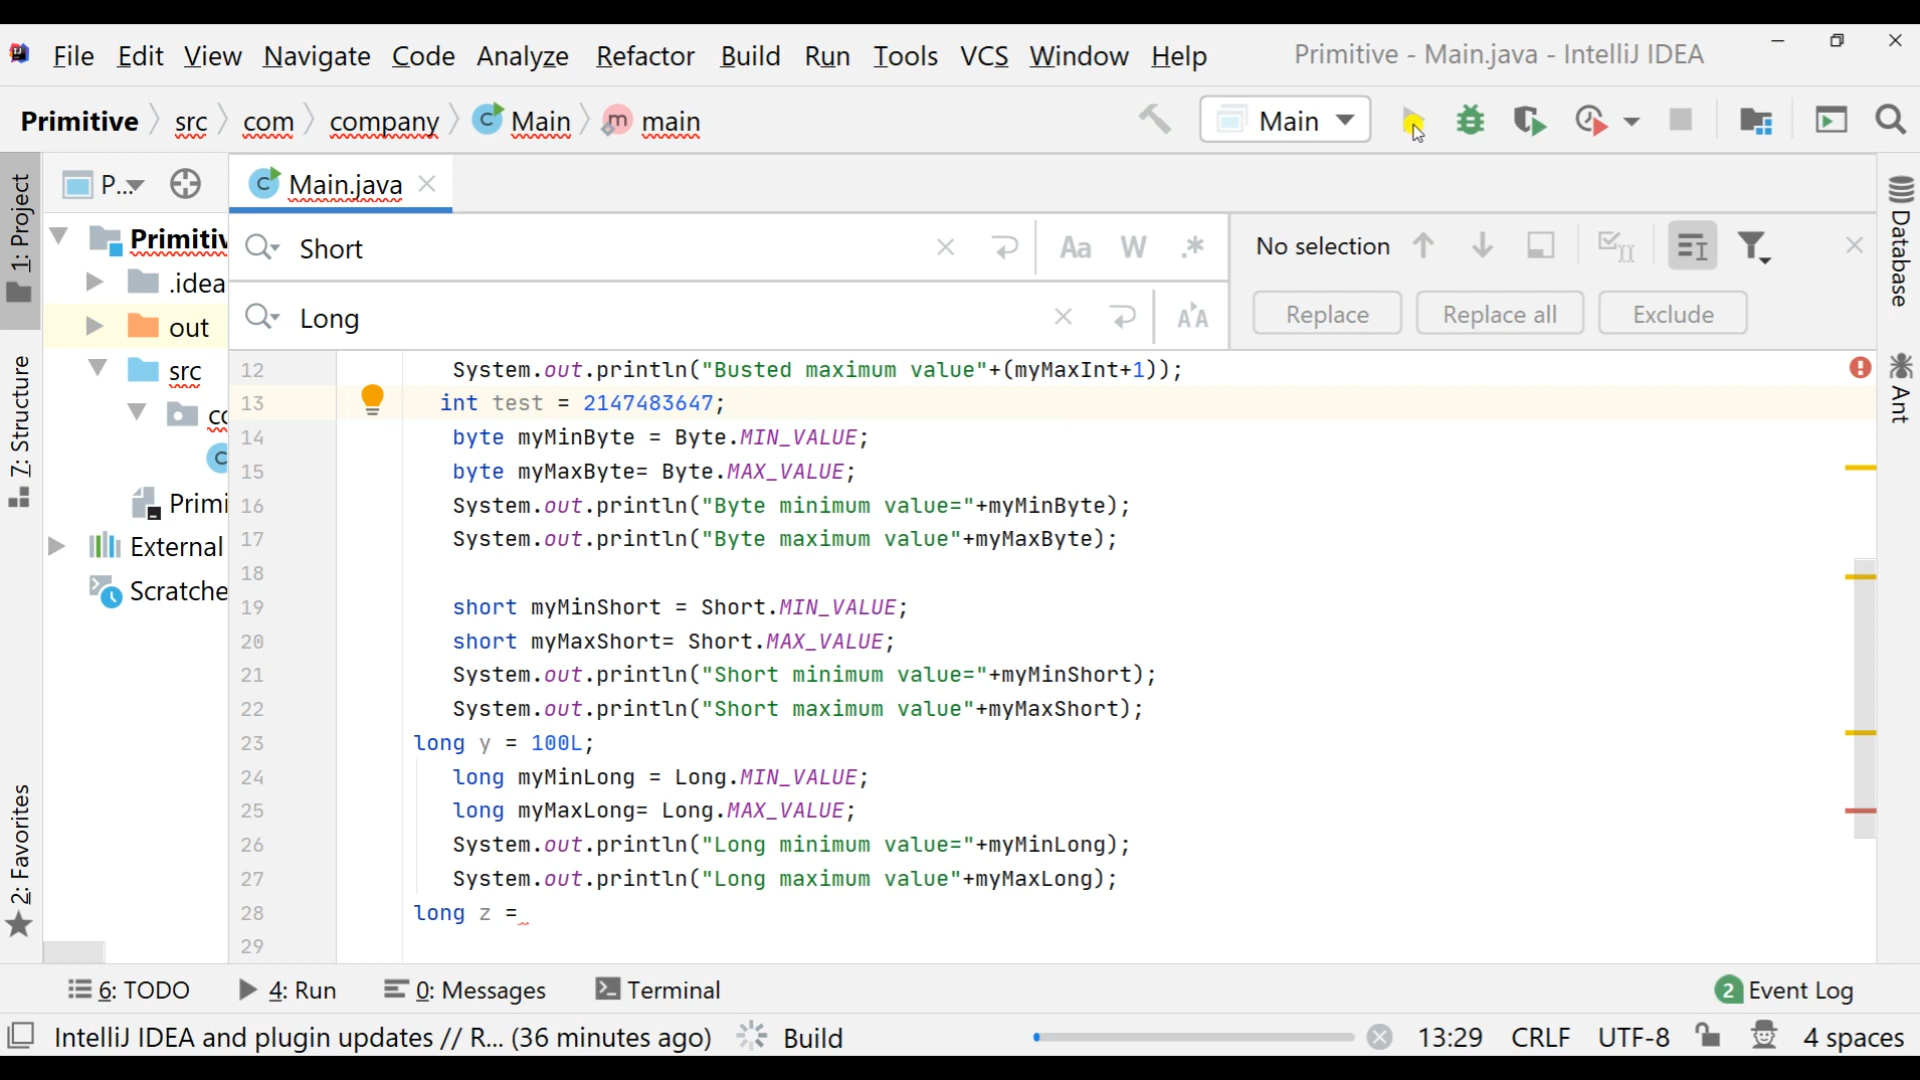 File Edit View Navigate Code Analyze Refactor Build Run Tools VCS Window Help Primitive - Main.java - IntelliJ IDEA
Primitive src com company C Main m main Main
1: Project P... C Main.java
Short Aa W .* No selection
Long Replace Replace all Exclude
Primitiv
.idea
out
src
co
C
Primi
External
Scratche
7: Structure
2: Favorites
Database
Ant
12 System.out.println("Busted maximum value"+(myMaxInt+1));
13 int test = 2147483647;
14 byte myMinByte = Byte.MIN_VALUE;
15 byte myMaxByte= Byte.MAX_VALUE;
16 System.out.println("Byte minimum value="+myMinByte);
17 System.out.println("Byte maximum value"+myMaxByte);
18
19 short myMinShort = Short.MIN_VALUE;
20 short myMaxShort= Short.MAX_VALUE;
21 System.out.println("Short minimum value="+myMinShort);
22 System.out.println("Short maximum value"+myMaxShort);
23 long y = 100L;
24 long myMinLong = Long.MIN_VALUE;
25 long myMaxLong= Long.MAX_VALUE;
26 System.out.println("Long minimum value="+myMinLong);
27 System.out.println("Long maximum value"+myMaxLong);
28 long z =
29
6: TODO 4: Run 0: Messages Terminal 2 Event Log
IntelliJ IDEA and plugin updates // R... (36 minutes ago) Build 13:29 CRLF UTF-8 4 spaces